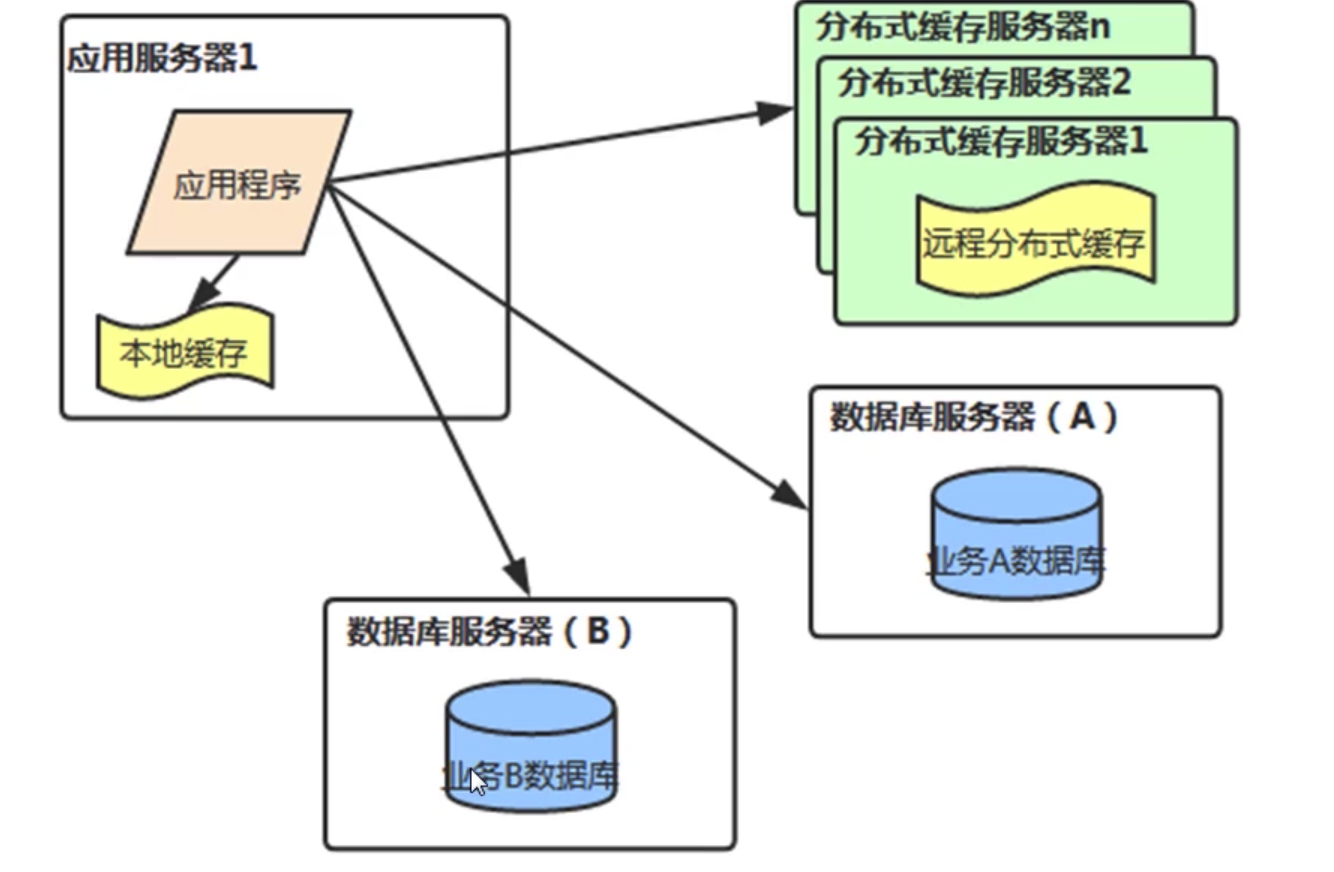 应用服务器1
应用程序
本地缓存
分布式缓存服务器n
分布式缓存服务器2
分布式缓存服务器1
远程分布式缓存
数据库服务器（A）
业务A数据库
数据库服务器（B）
业务B数据库